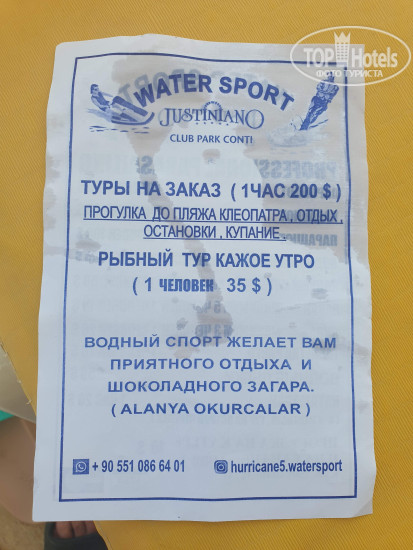 TOP Hotels
ФОТО ТУРИСТА
WATER SPORT
JUSTINIANO
CLUB PARK CONTI
ТУРЫ НА ЗАКАЗ ( 1ЧАС 200 $ )
ПРОГУЛКА ДО ПЛЯЖА КЛЕОПАТРА , ОТДЫХ ,
ОСТАНОВКИ , КУПАНИЕ .
РЫБНЫЙ ТУР КАЖОЕ УТРО
( 1 ЧЕЛОВЕК 35 $ )
ВОДНЫЙ СПОРТ ЖЕЛАЕТ ВАМ
ПРИЯТНОГО ОТДЫХА И
ШОКОЛАДНОГО ЗАГАРА.
( ALANYA OKURCALAR )
+ 90 551 086 64 01 hurricane5.watersport